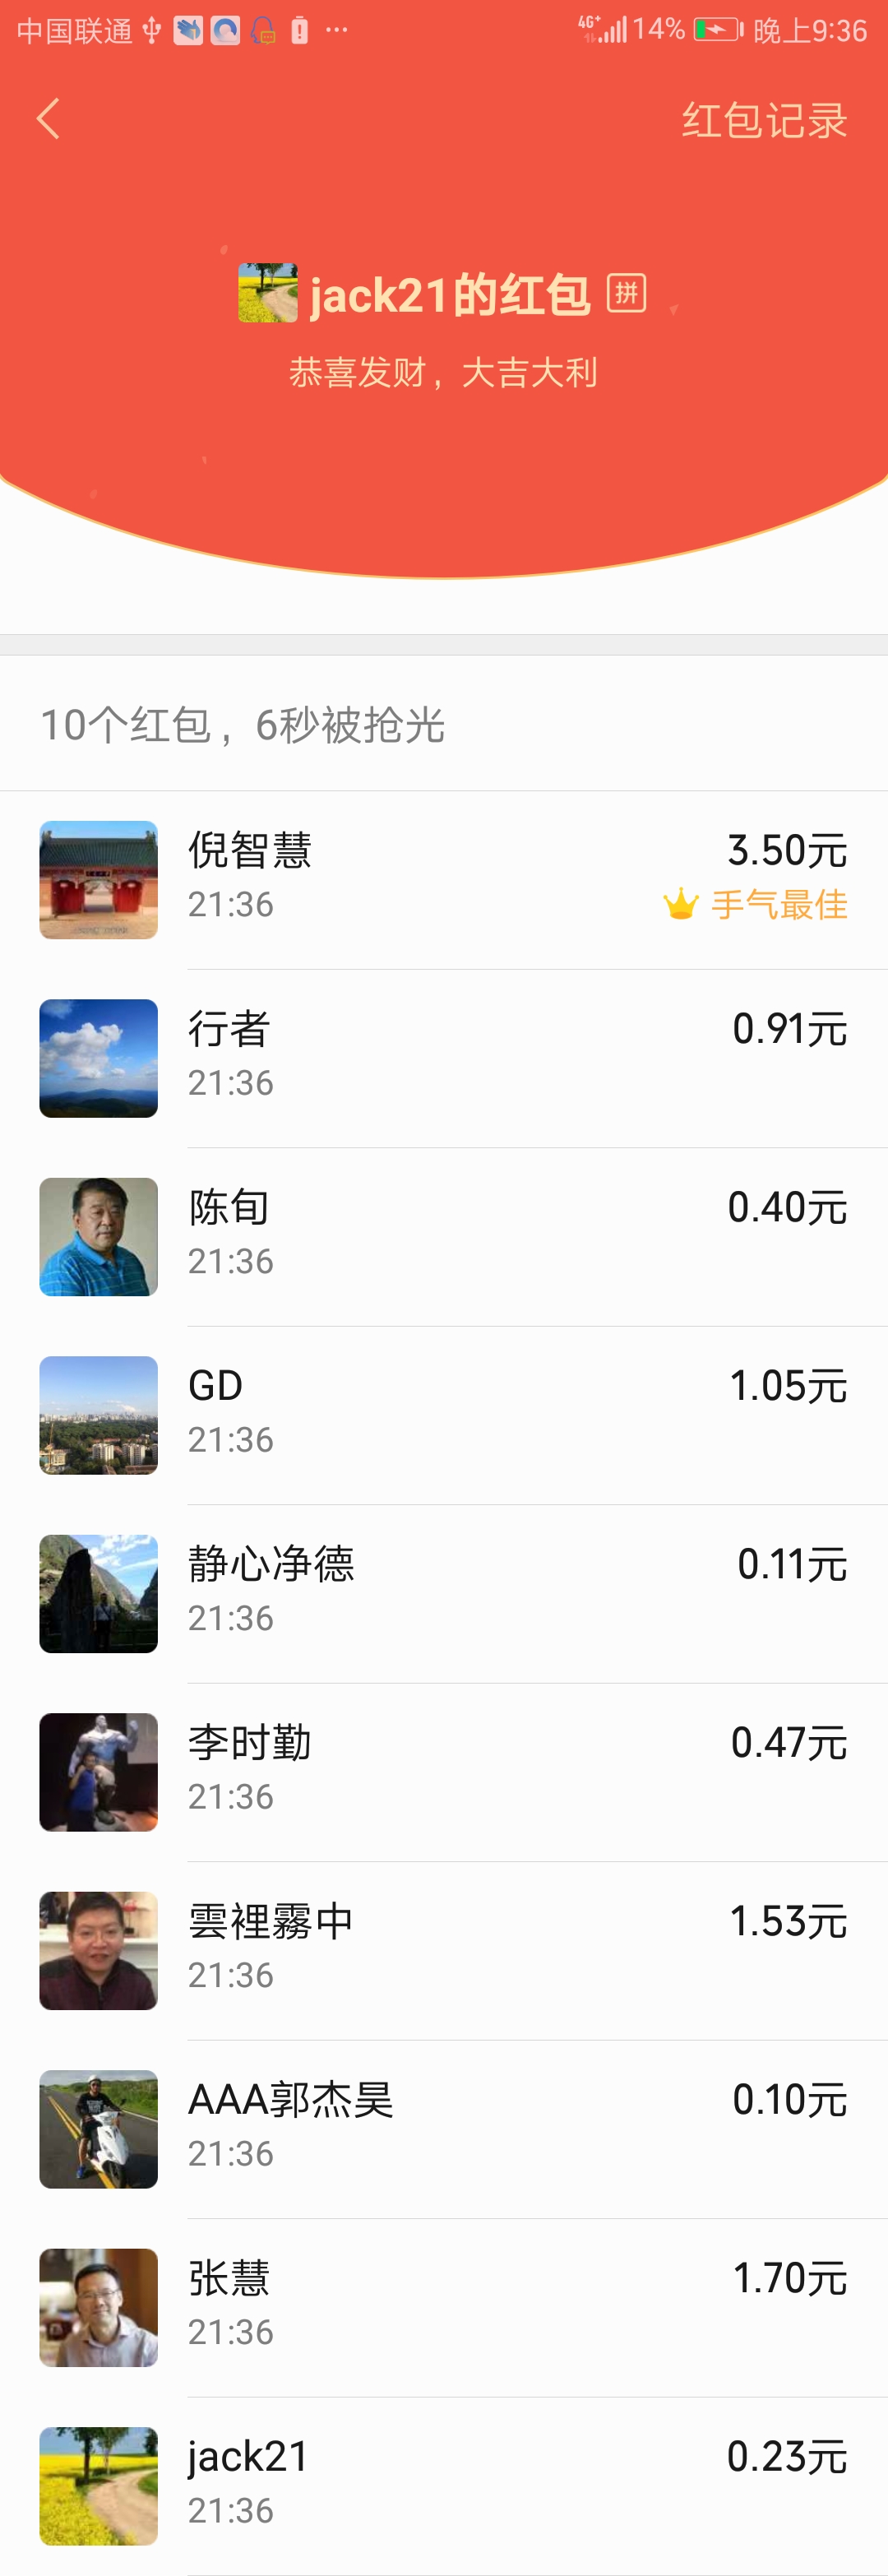 中国联通 4G+ 14% 晚上9:36
红包记录
jack21的红包 拼
恭喜发财，大吉大利
10个红包，6秒被抢光
倪智慧 3.50元
21:36 手气最佳
行者 0.91元
21:36
陈旬 0.40元
21:36
GD 1.05元
21:36
静心净德 0.11元
21:36
李时勤 0.47元
21:36
雲裡霧中 1.53元
21:36
AAA郭杰昊 0.10元
21:36
张慧 1.70元
21:36
jack21 0.23元
21:36